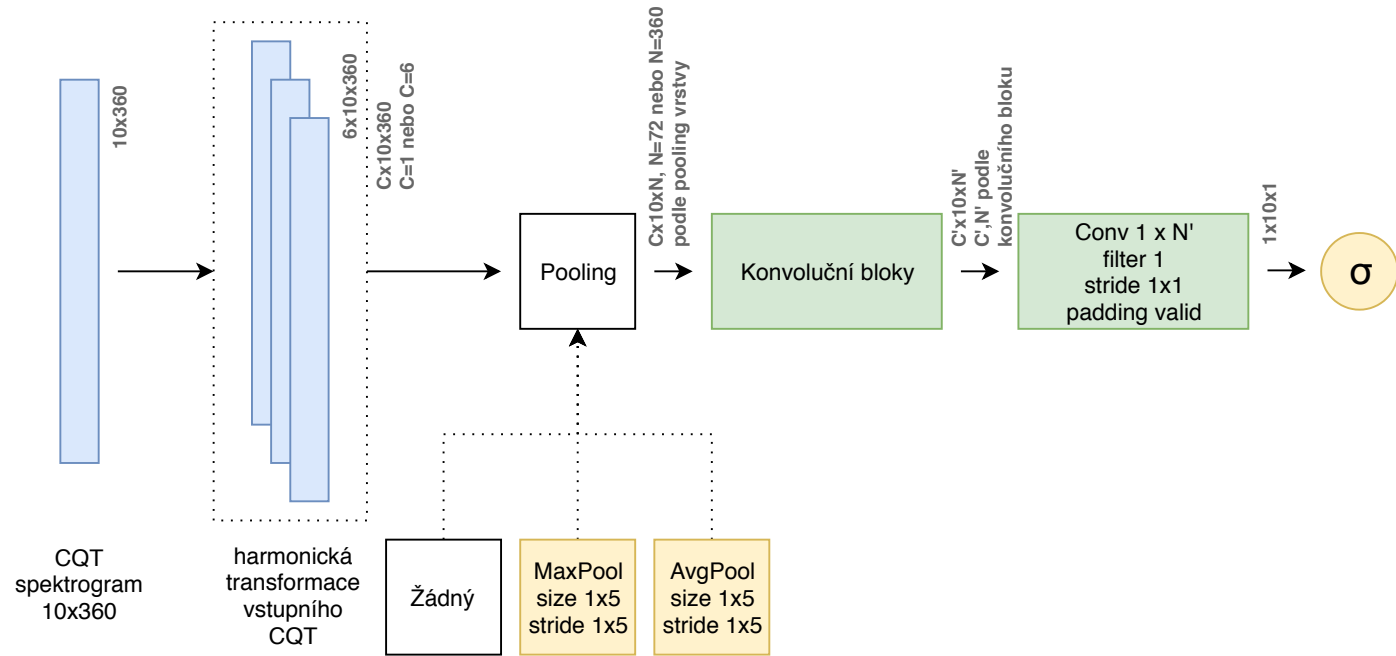 10x360
6x10x360
Cx10x360
C=1 nebo C=6
Cx10xN, N=72 nebo N=360
podle pooling vrstvy
C'x10xN'
C',N' podle
konvolučního bloku
1x10x1
Pooling
Konvoluční bloky
Conv 1 x N'
filter 1
stride 1x1
padding valid
σ
CQT
spektrogram
10x360
harmonická
transformace
vstupního
CQT
Žádný
MaxPool
size 1x5
stride 1x5
AvgPool
size 1x5
stride 1x5